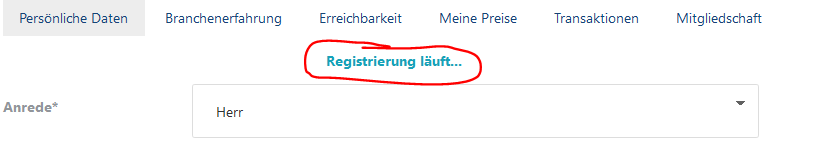 Persönliche Daten Branchenerfahrung Erreichbarkeit Meine Preise Transaktionen Mitgliedschaft
Registrierung läuft...
Anrede* Herr